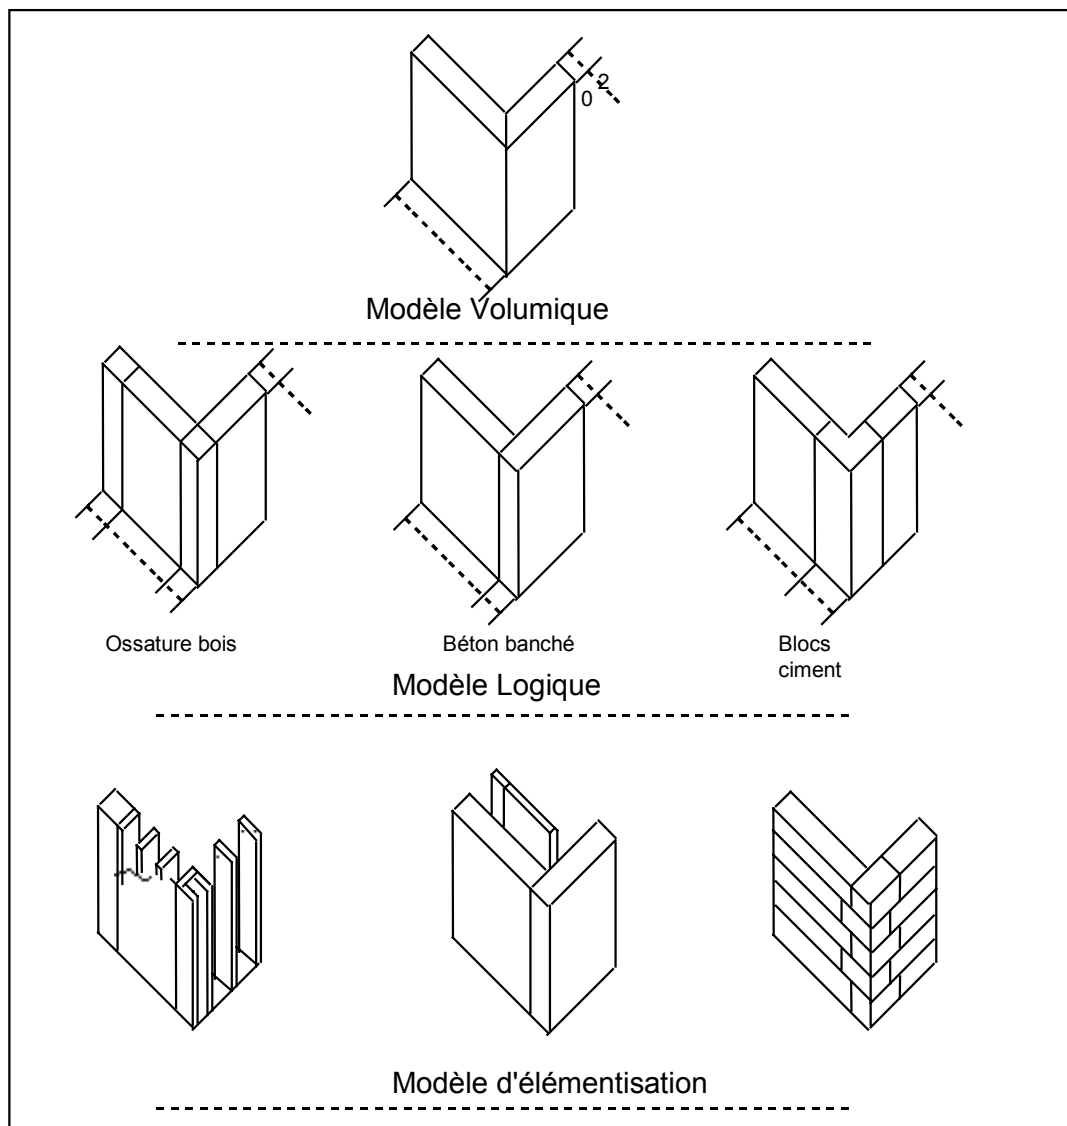 2
0
Modèle Volumique
Ossature bois
Béton banché
Blocs
ciment
Modèle Logique
Modèle d'élémentisation